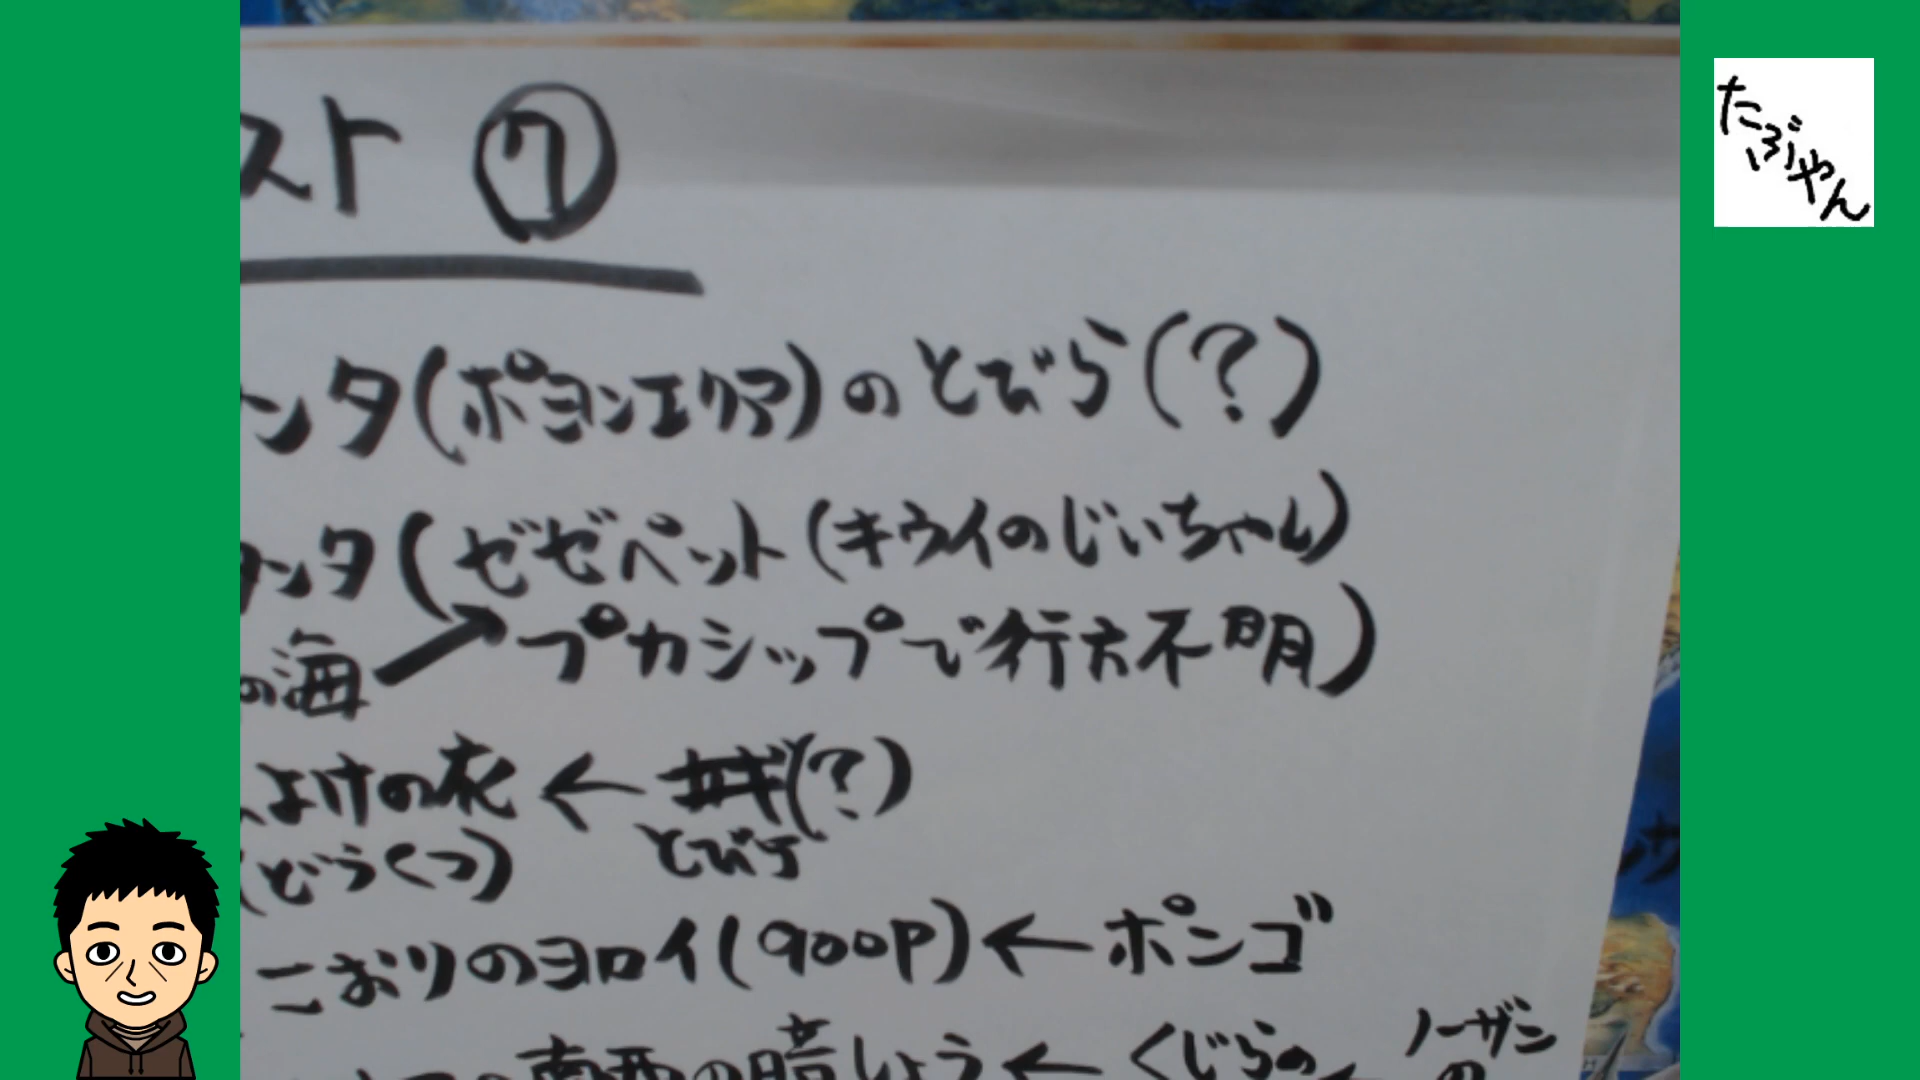 スト ⑦
ンタ(ポヨンエクア)のとびら(?)
ンタ(ゼゼペット(キウイのじいちゃん)
の海 → プカシップで行方不明)
よけの花 ← (?)
(どうくつ) とびす
こおりのヨロイ(900P) ← ポンゴ
ノーザン
南西の暗しょう ← くじらの ← の
たぶやん